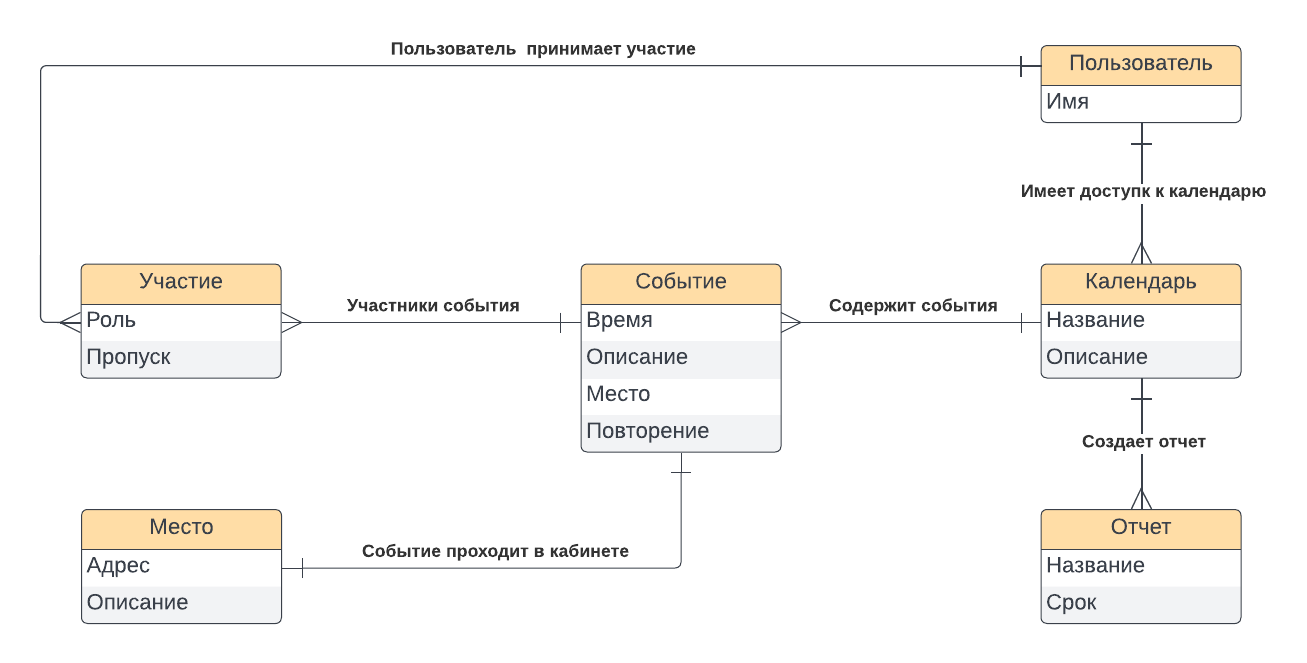 Пользователь принимает участие
Пользователь
Имя
Имеет доступк к календарю
Участие
Роль
Пропуск
Участники события
Событие
Время
Описание
Место
Повторение
Содержит события
Календарь
Название
Описание
Создает отчет
Место
Адрес
Описание
Событие проходит в кабинете
Отчет
Название
Срок